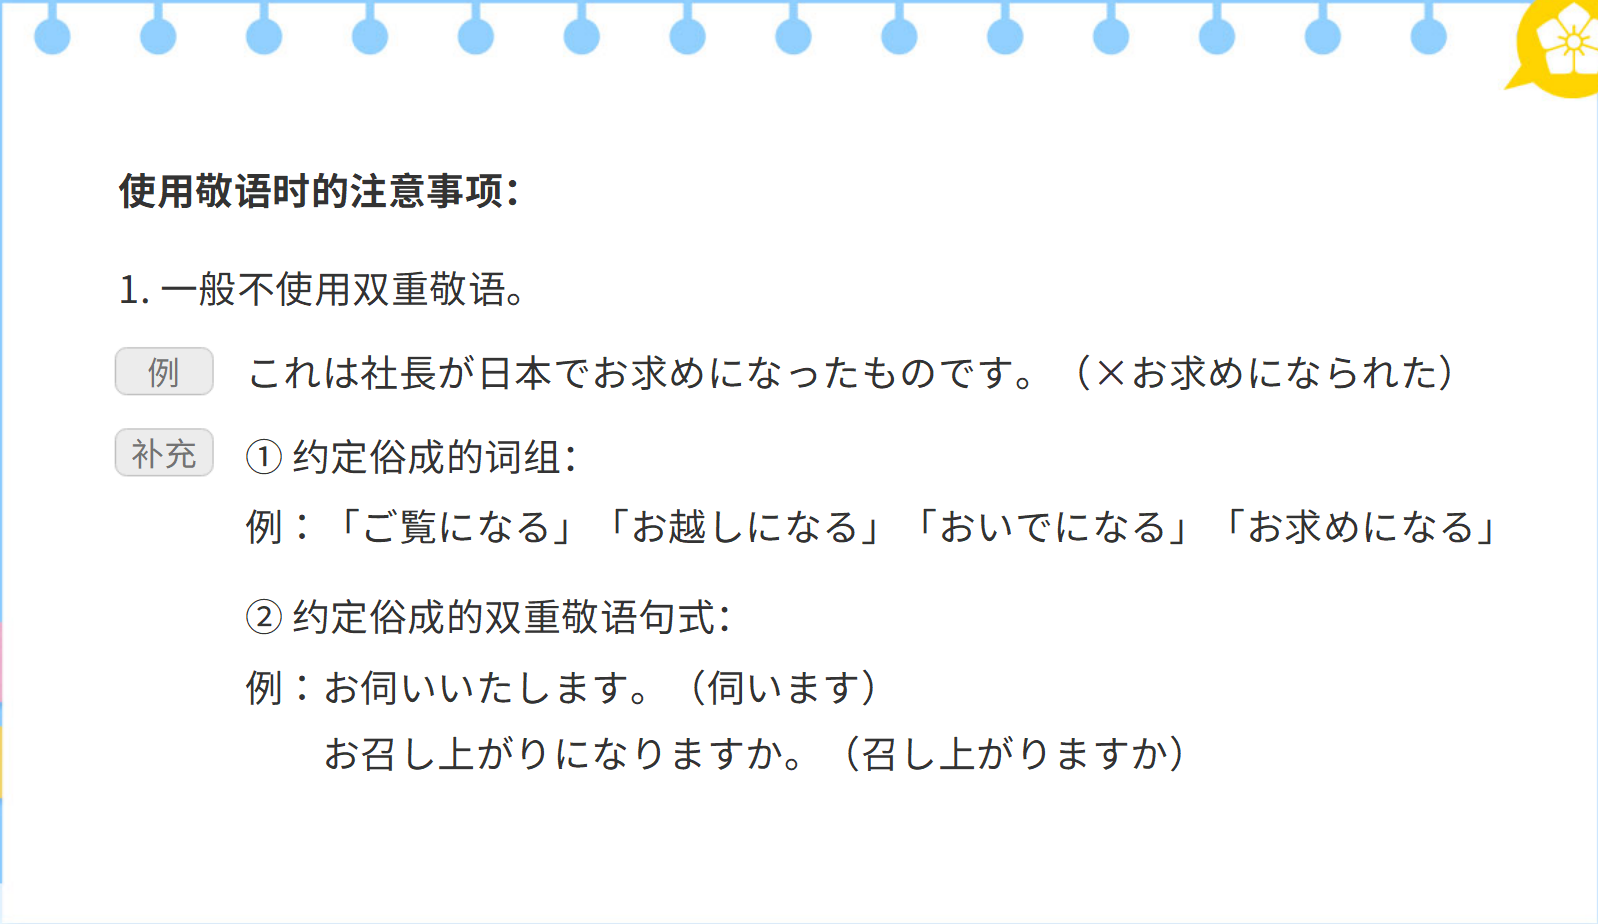 使用敬语时的注意事项：
1. 一般不使用双重敬语。
例 これは社長が日本でお求めになったものです。（×お求めになられた）
补充 ① 约定俗成的词组：
例：「ご覧になる」「お越しになる」「おいでになる」「お求めになる」
② 约定俗成的双重敬语句式：
例：お伺いいたします。（伺います）
お召し上がりになりますか。（召し上がりますか）